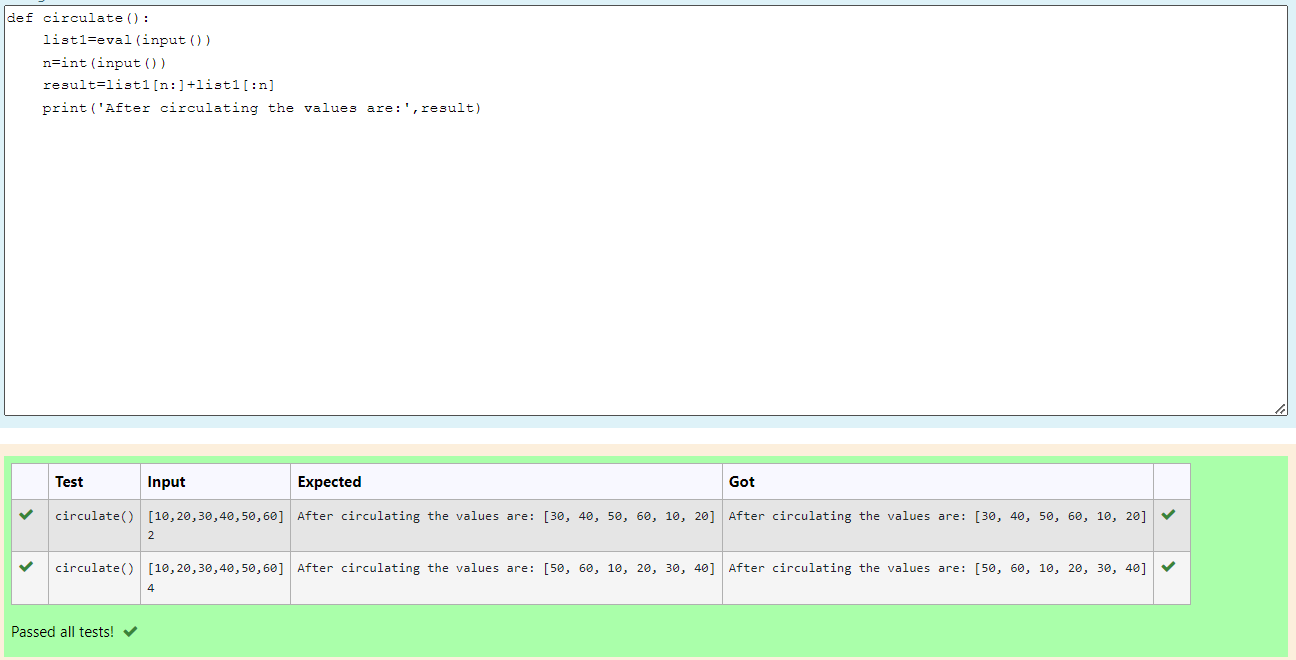 def circulate():
    list1=eval(input())
    n=int(input())
    result=list1[n:]+list1[:n]
    print('After circulating the values are:',result)
Test Input Expected Got
circulate() [10,20,30,40,50,60] After circulating the values are: [30, 40, 50, 60, 10, 20] After circulating the values are: [30, 40, 50, 60, 10, 20]
2
circulate() [10,20,30,40,50,60] After circulating the values are: [50, 60, 10, 20, 30, 40] After circulating the values are: [50, 60, 10, 20, 30, 40]
4
Passed all tests!